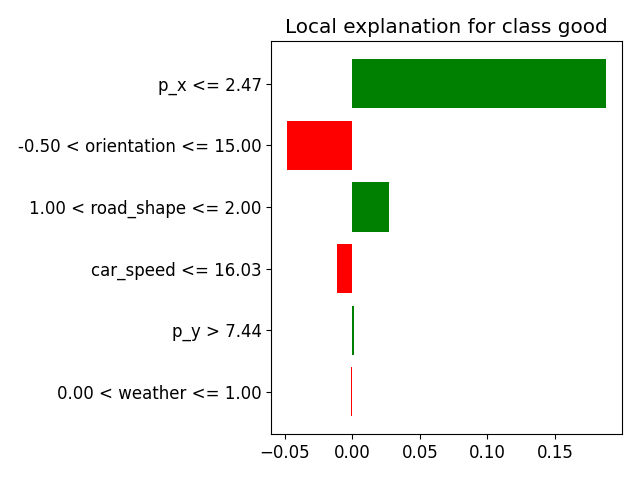 Local explanation for class good
p_x <= 2.47
-0.50 < orientation <= 15.00
1.00 < road_shape <= 2.00
car_speed <= 16.03
p_y > 7.44
0.00 < weather <= 1.00
−0.05 0.00 0.05 0.10 0.15